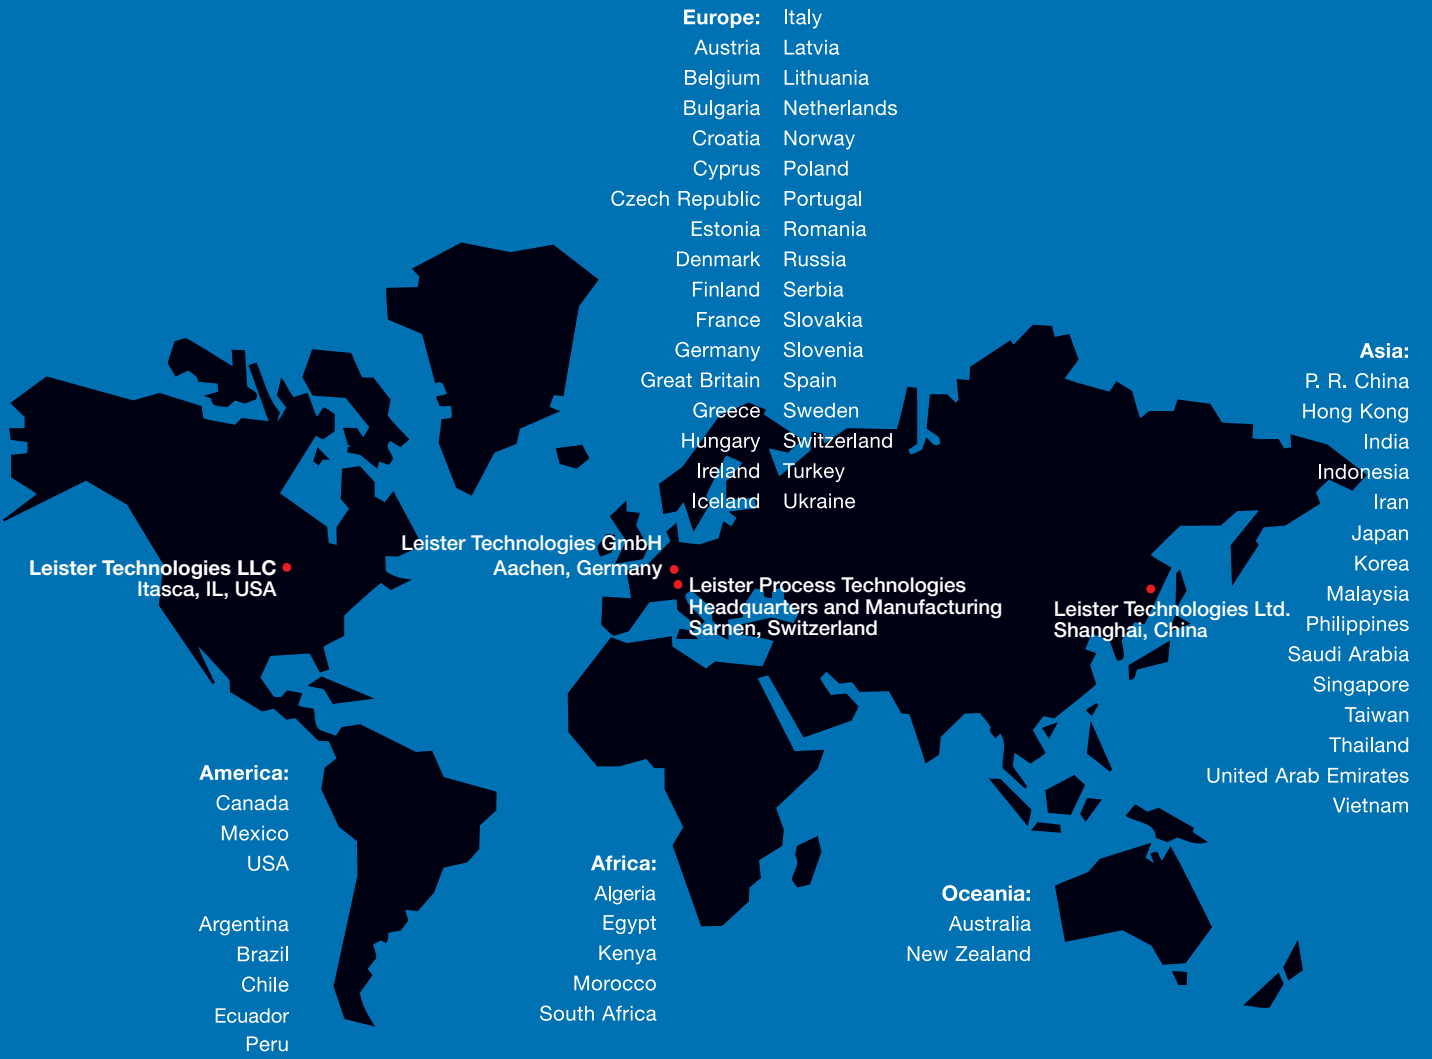 Europe:
Austria
Belgium
Bulgaria
Croatia
Cyprus
Czech Republic
Estonia
Denmark
Finland
France
Germany
Great Britain
Greece
Hungary
Ireland
Iceland
Italy
Latvia
Lithuania
Netherlands
Norway
Poland
Portugal
Romania
Russia
Serbia
Slovakia
Slovenia
Spain
Sweden
Switzerland
Turkey
Ukraine
Leister Technologies LLC
Itasca, IL, USA
Leister Technologies GmbH
Aachen, Germany
Leister Process Technologies
Headquarters and Manufacturing
Sarnen, Switzerland
Leister Technologies Ltd.
Shanghai, China
Asia:
P. R. China
Hong Kong
India
Indonesia
Iran
Japan
Korea
Malaysia
Philippines
Saudi Arabia
Singapore
Taiwan
Thailand
United Arab Emirates
Vietnam
America:
Canada
Mexico
USA
Argentina
Brazil
Chile
Ecuador
Peru
Africa:
Algeria
Egypt
Kenya
Morocco
South Africa
Oceania:
Australia
New Zealand